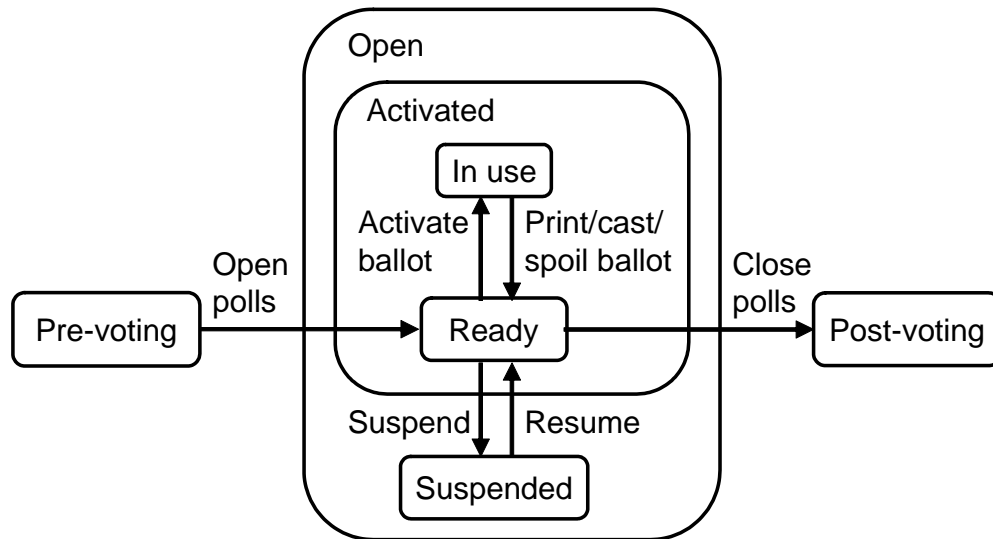 Open
Activated
In use
Activate
ballot
Print/cast/
spoil ballot
Open
polls
Close
polls
Pre-voting
Ready
Post-voting
Suspend
Resume
Suspended